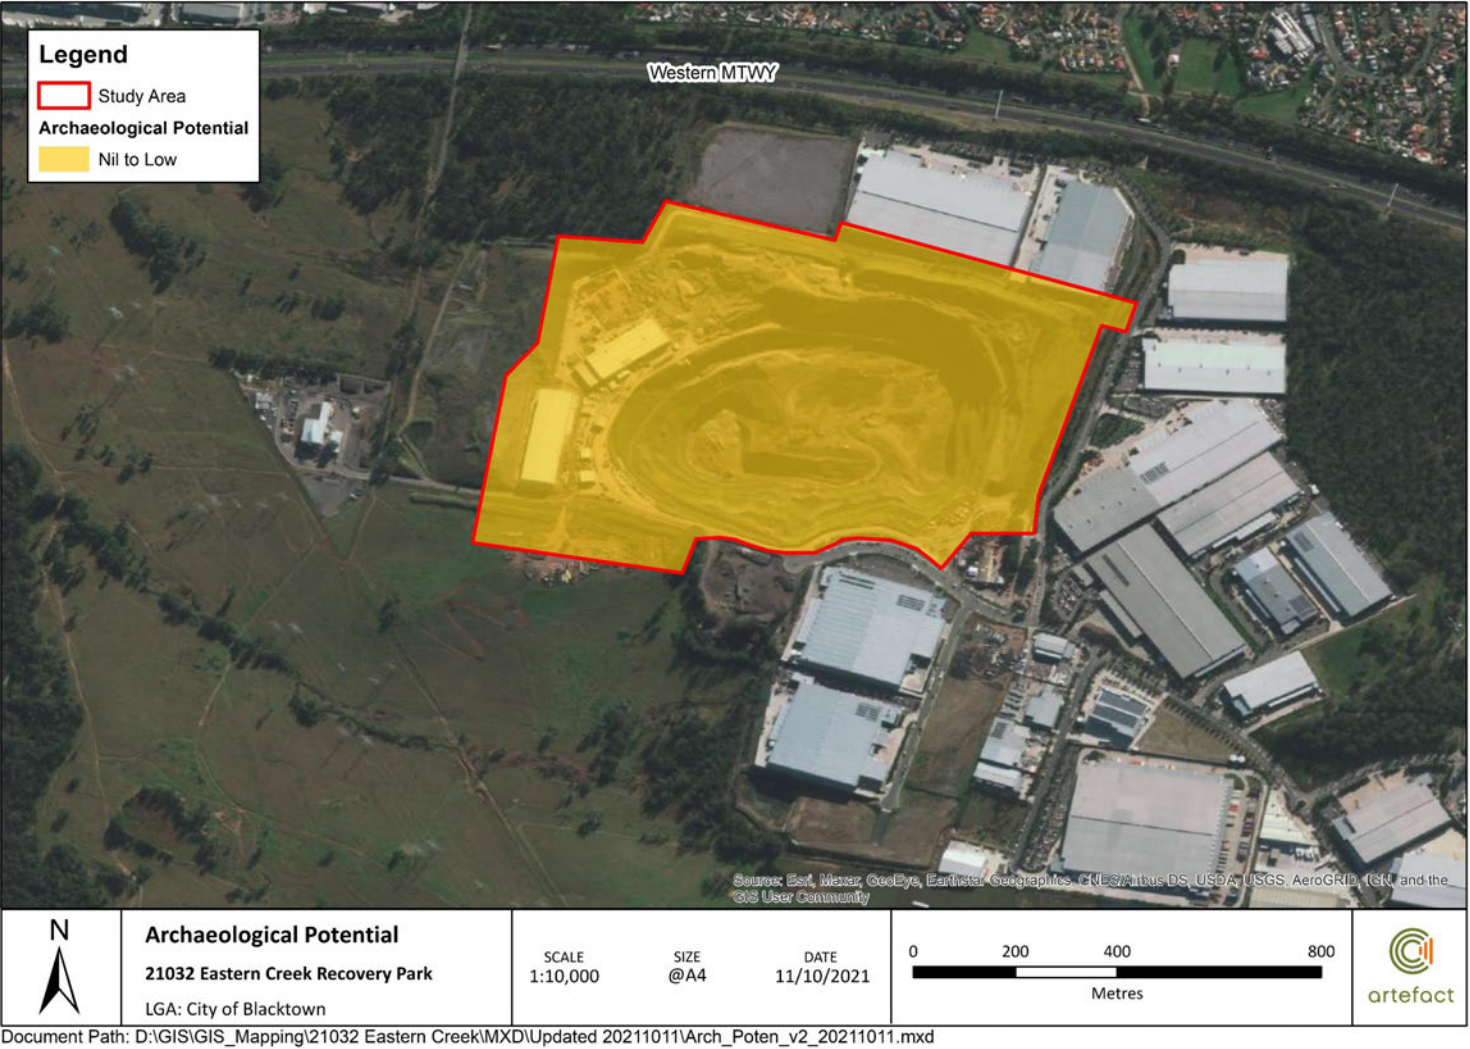 Legend
Study Area
Archaeological Potential
Nil to Low
Western MTWY
Source: Esri, Maxar, GeoEye, Earthstar Geographics, CNES/Airbus DS, USDA, USGS, AeroGRID, IGN, and the
GIS User Community
N
Archaeological Potential
21032 Eastern Creek Recovery Park
LGA: City of Blacktown
SCALE
1:10,000
SIZE
@A4
DATE
11/10/2021
0 200 400 800
Metres
artefact
Document Path: D:\GIS\GIS_Mapping\21032 Eastern Creek\MXD\Updated 20211011\Arch_Poten_v2_20211011.mxd